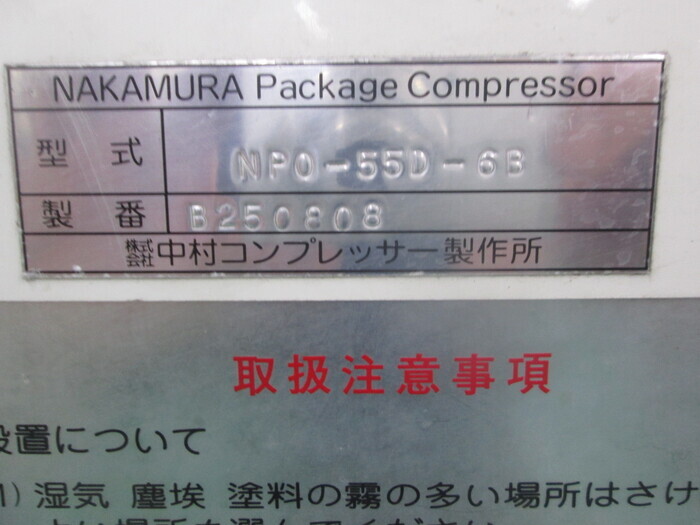 NAKAMURA Package Compressor
型式 NPO-55D-6B
製番 B250808
株式会社中村コンプレッサー製作所
取扱注意事項
設置について
1) 湿気 塵埃 塗料の霧の多い場所はさけ